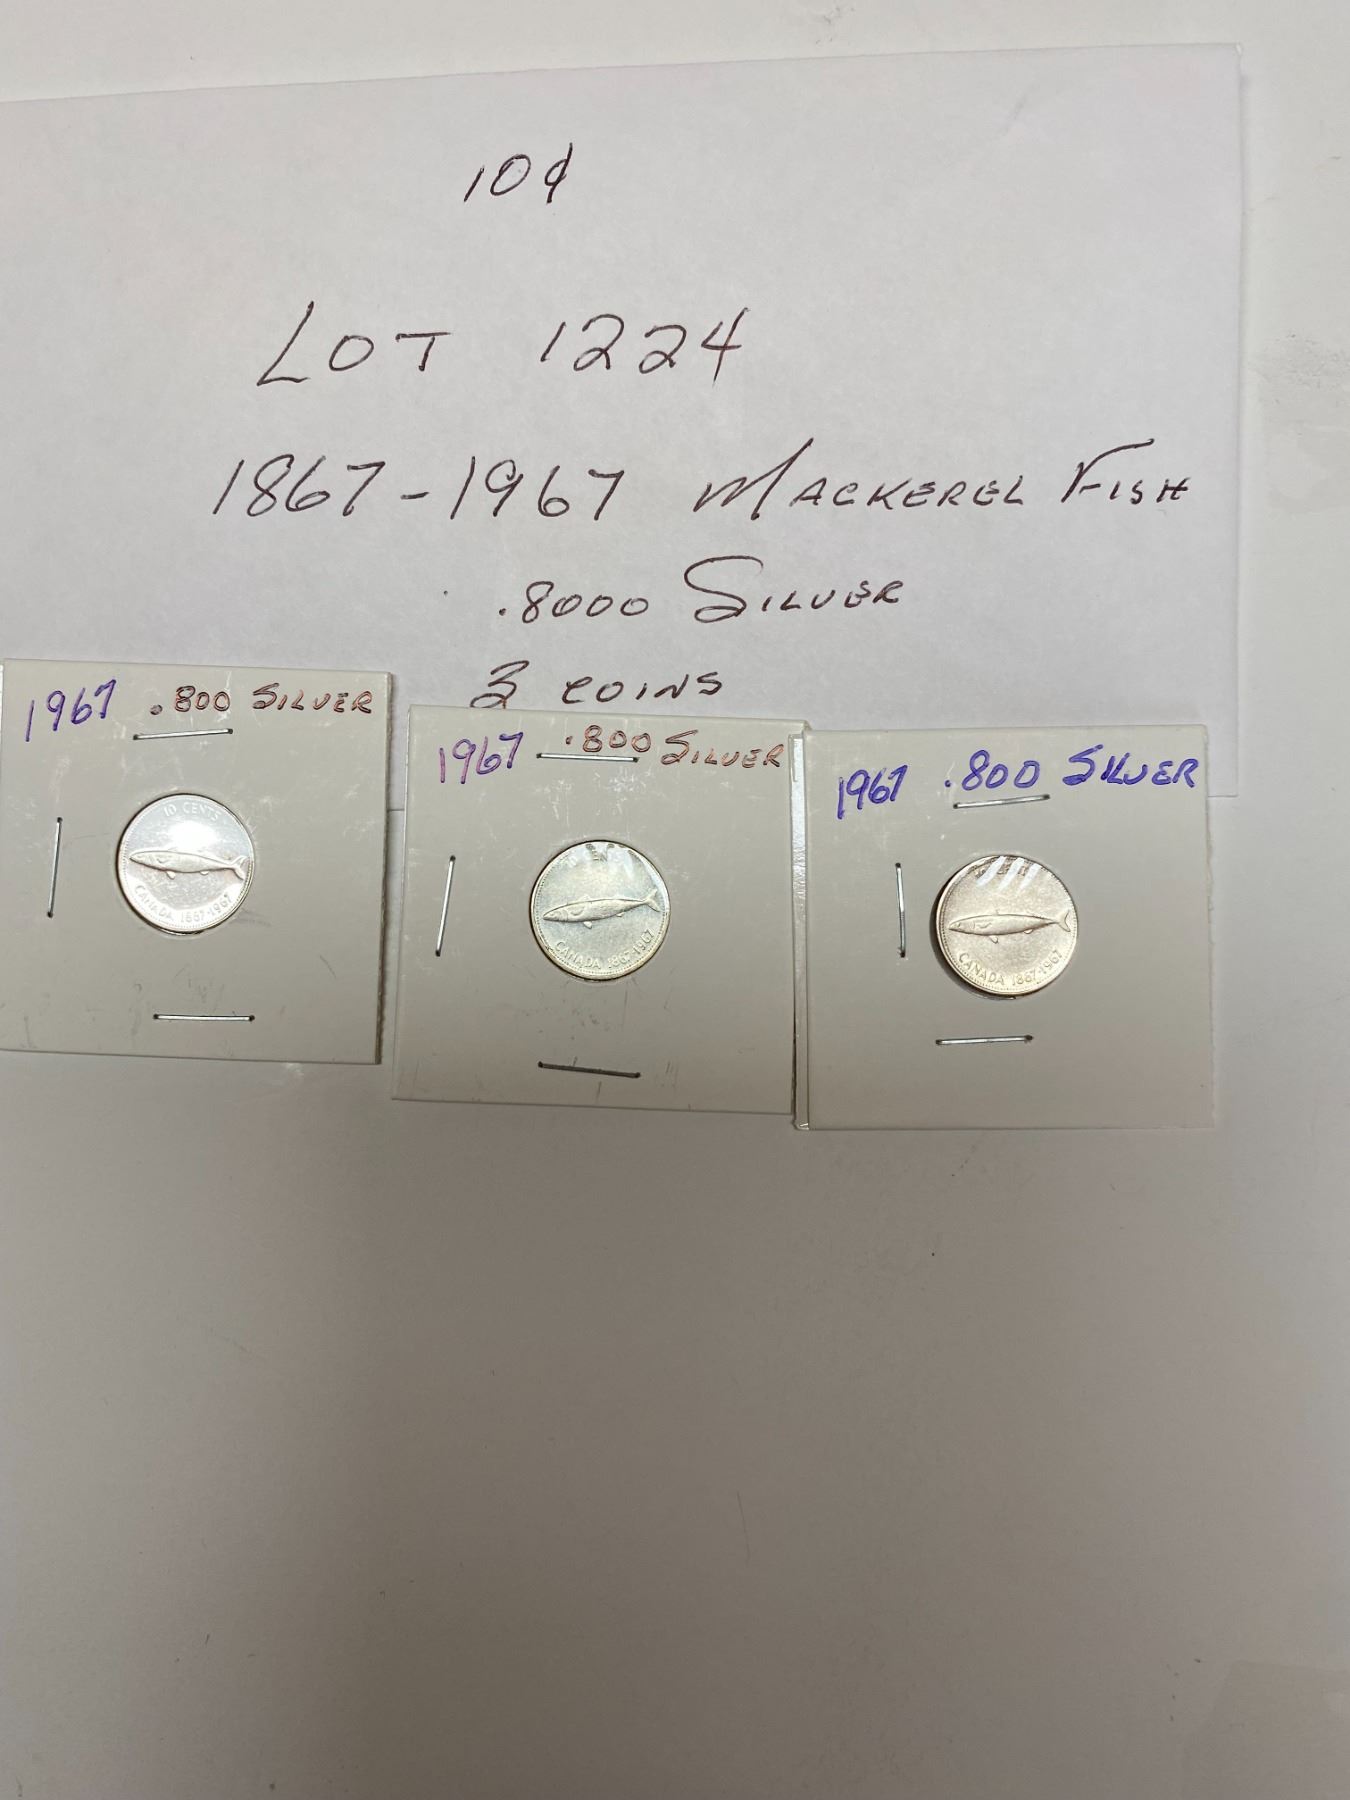 10¢
LOT 1224
1867-1967 MACKEREL FISH
.8000 SILVER
3 COINS
1967 .800 SILVER
10 CENTS
CANADA 1867-1967
1967 .800 SILVER
CANADA 1867-1967
1967 .800 SILVER
CANADA 1867-1967